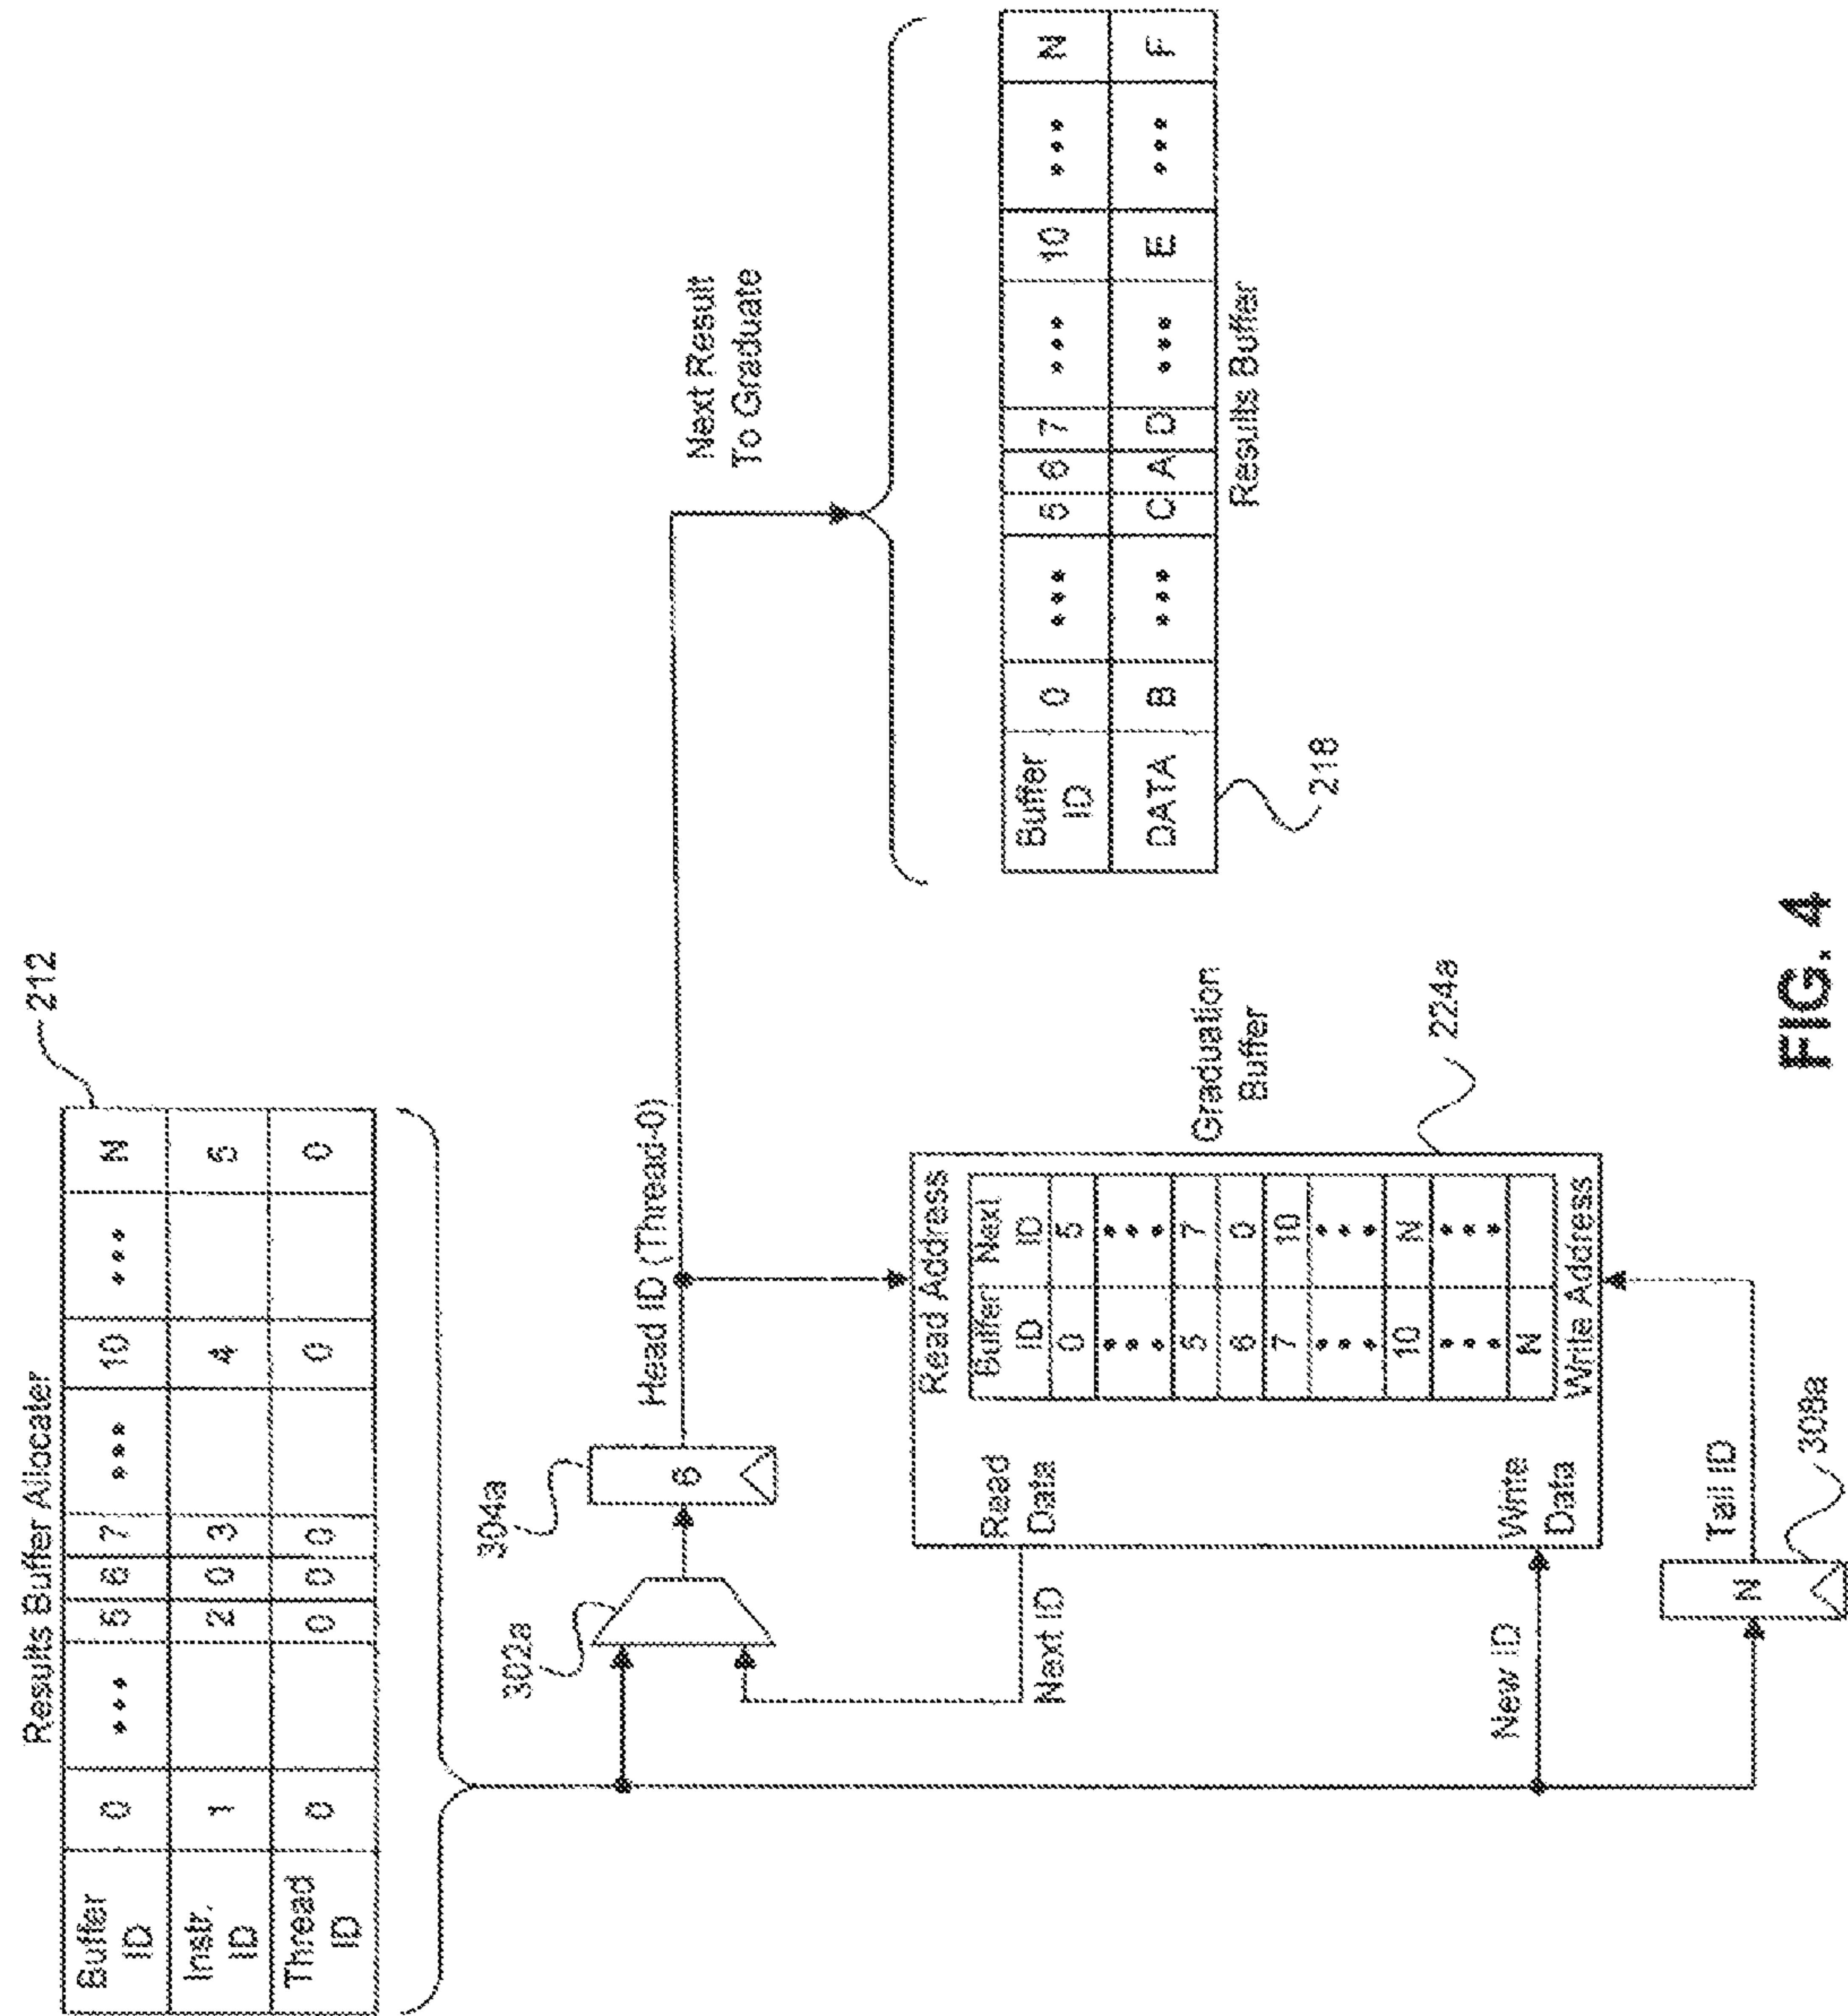 Results Buffer Allocater
212
Buffer ID 0 ••• 5 6 7 ••• 10 ••• N
Instr. ID 1 2 0 3 4 5
Thread ID 0 0 0 0 0 0
302a
304a
6
Head ID (Thread-0)
Next Result
To Graduate
Next ID
New ID
Read Address
Read
Data
Buffer ID Next ID
0 5
••• •••
5 7
6 0
7 10
••• •••
10 N
••• •••
N
Write
Data
Write Address
Graduation
Buffer
224a
N
Tail ID
308a
Buffer ID 0 ••• 5 6 7 ••• 10 ••• N
DATA B ••• C A D ••• E ••• F
Results Buffer
218
FIG. 4